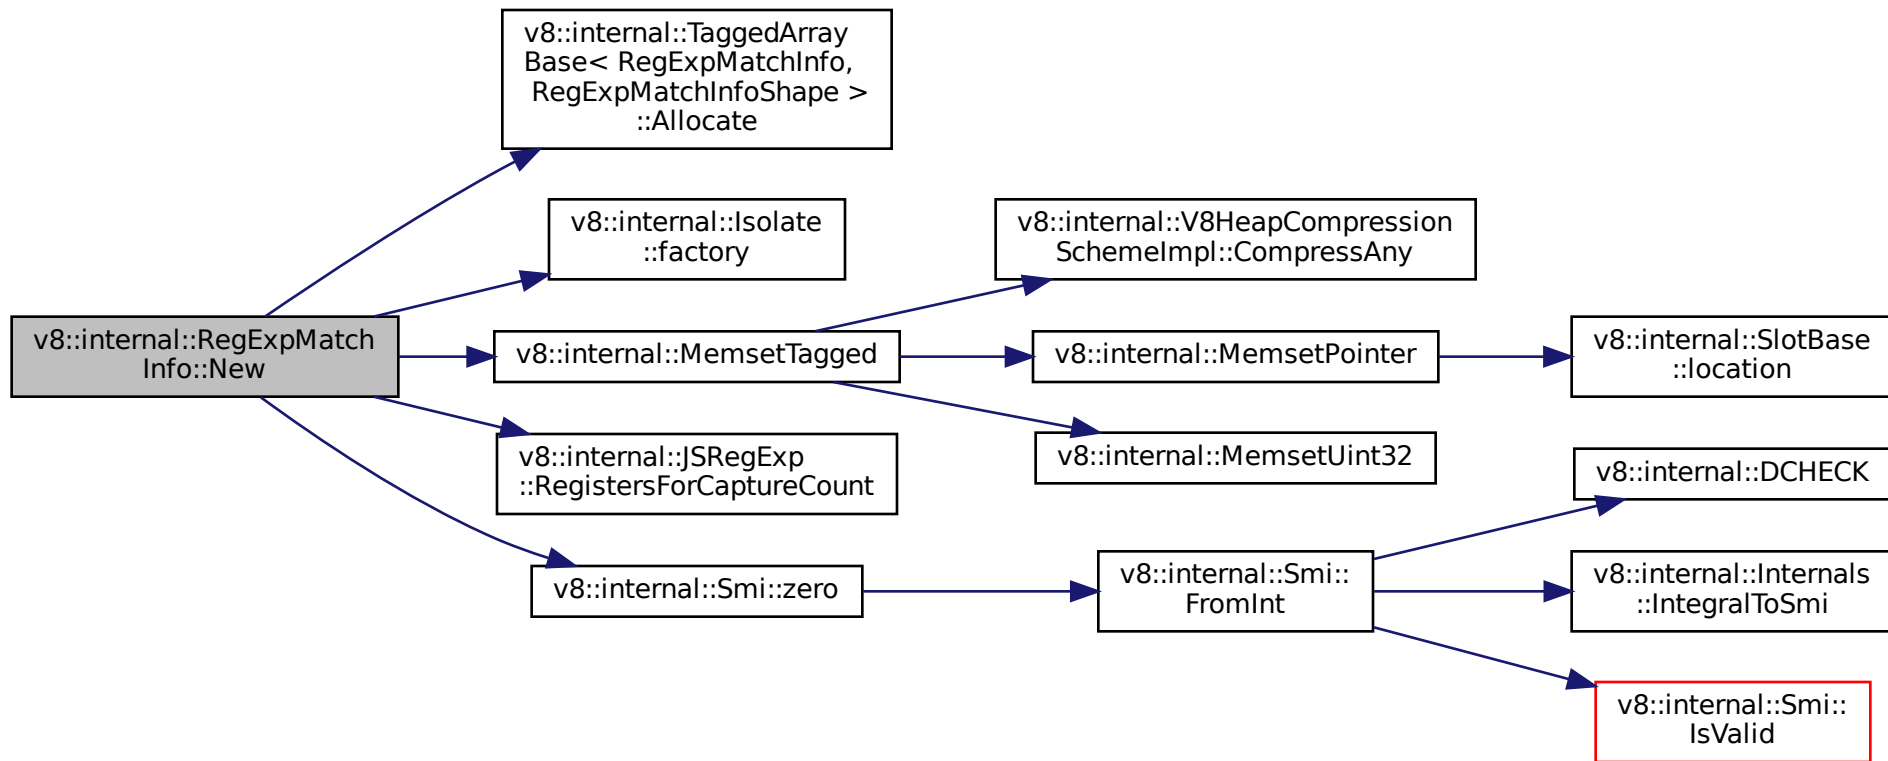 v8::internal::TaggedArray
Base< RegExpMatchInfo,
RegExpMatchInfoShape >
::Allocate
v8::internal::Isolate
::factory
v8::internal::V8HeapCompression
SchemeImpl::CompressAny
v8::internal::RegExpMatch
Info::New
v8::internal::MemsetTagged
v8::internal::MemsetPointer
v8::internal::SlotBase
::location
v8::internal::JSRegExp
::RegistersForCaptureCount
v8::internal::MemsetUint32
v8::internal::DCHECK
v8::internal::Smi::zero
v8::internal::Smi::
FromInt
v8::internal::Internals
::IntegralToSmi
v8::internal::Smi::
IsValid